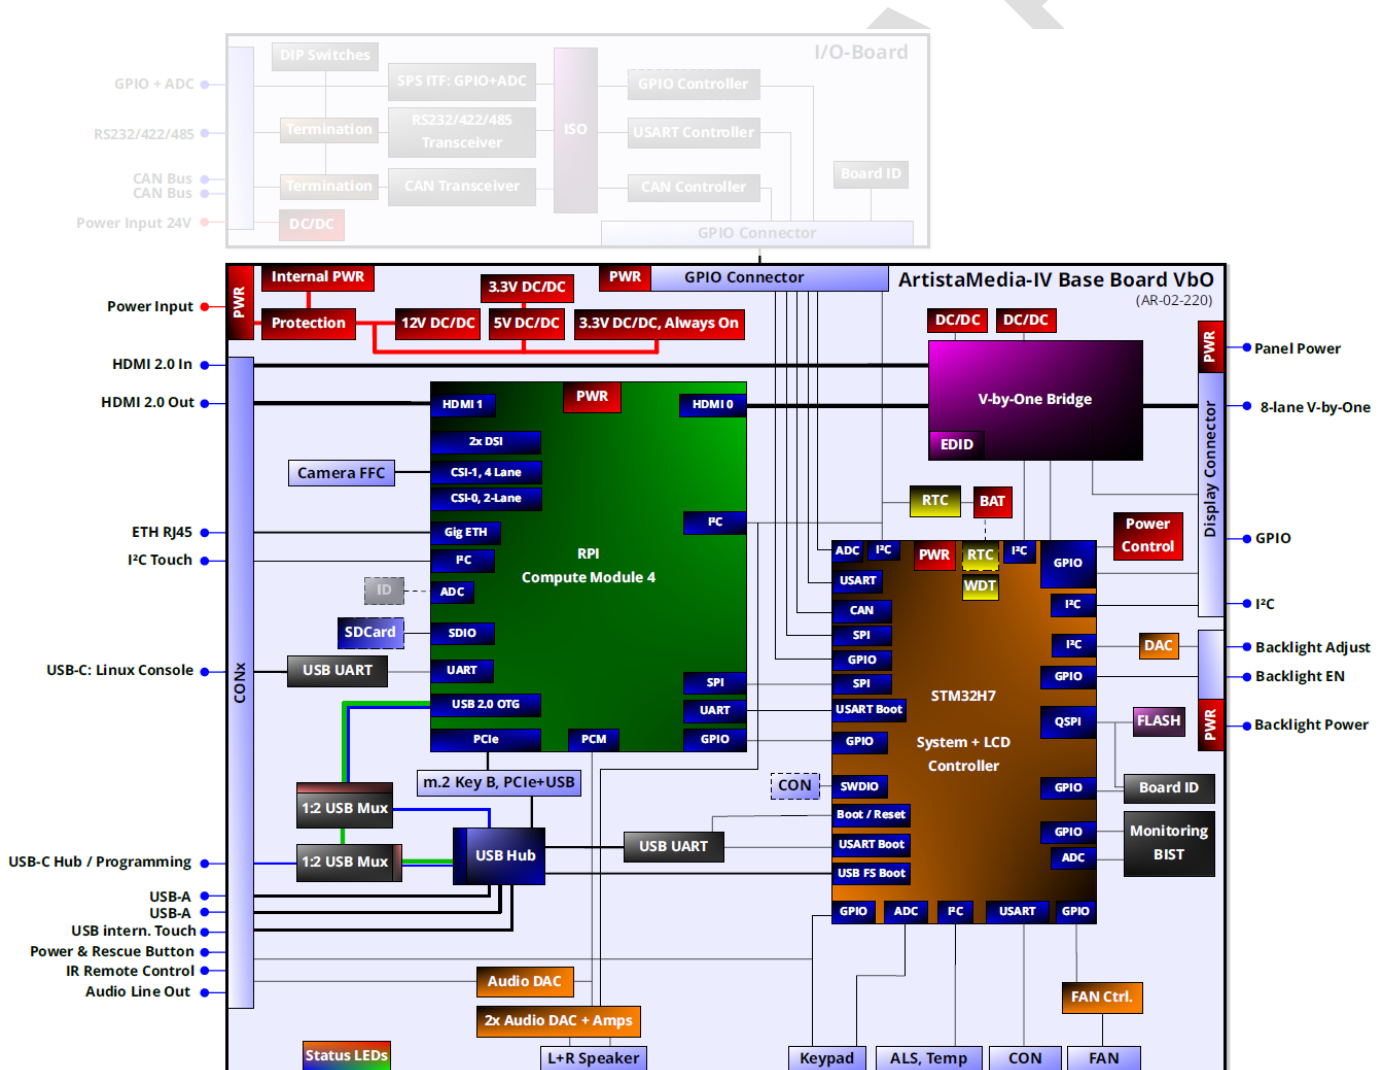 I/O-Board
DIP Switches
GPIO + ADC
SPS ITF: GPIO+ADC
GPIO Controller
RS232/422/485
Termination
RS232/422/485
Transceiver
ISO
USART Controller
CAN Bus
CAN Bus
Termination
CAN Transceiver
CAN Controller
Board ID
Power Input 24V
DC/DC
GPIO Connector
PWR
Internal PWR
3.3V DC/DC
PWR
GPIO Connector
ArtistaMedia-IV Base Board VbO
(AR-02-220)
Power Input
Protection
12V DC/DC
5V DC/DC
3.3V DC/DC, Always On
DC/DC
DC/DC
PWR
Panel Power
HDMI 2.0 In
HDMI 2.0 Out
HDMI 1
PWR
HDMI 0
V-by-One Bridge
EDID
8-lane V-by-One
Display Connector
2x DSI
Camera FFC
CSI-1, 4 Lane
CSI-0, 2-Lane
RTC
BAT
ETH RJ45
Gig ETH
I²C
Power
Control
GPIO
I²C Touch
I²C
RPI
Compute Module 4
ADC
I²C
PWR
RTC
I²C
GPIO
WDT
ID
ADC
USART
CAN
I²C
I²C
SDCard
SDIO
SPI
I²C
DAC
Backlight Adjust
USB-C: Linux Console
USB UART
UART
GPIO
SPI
SPI
GPIO
Backlight EN
CONx
USB 2.0 OTG
UART
USART Boot
STM32H7
System + LCD
Controller
QSPI
FLASH
PWR
Backlight Power
PCIe
PCM
GPIO
GPIO
m.2 Key B, PCIe+USB
CON
SWDIO
GPIO
Board ID
1:2 USB Mux
Boot / Reset
GPIO
Monitoring
BIST
USB-C Hub / Programming
1:2 USB Mux
USB Hub
USB UART
USART Boot
ADC
USB FS Boot
USB-A
USB-A
GPIO
ADC
I²C
USART
GPIO
USB intern. Touch
Power & Rescue Button
IR Remote Control
Audio Line Out
Audio DAC
FAN Ctrl.
2x Audio DAC + Amps
Status LEDs
L+R Speaker
Keypad
ALS, Temp
CON
FAN